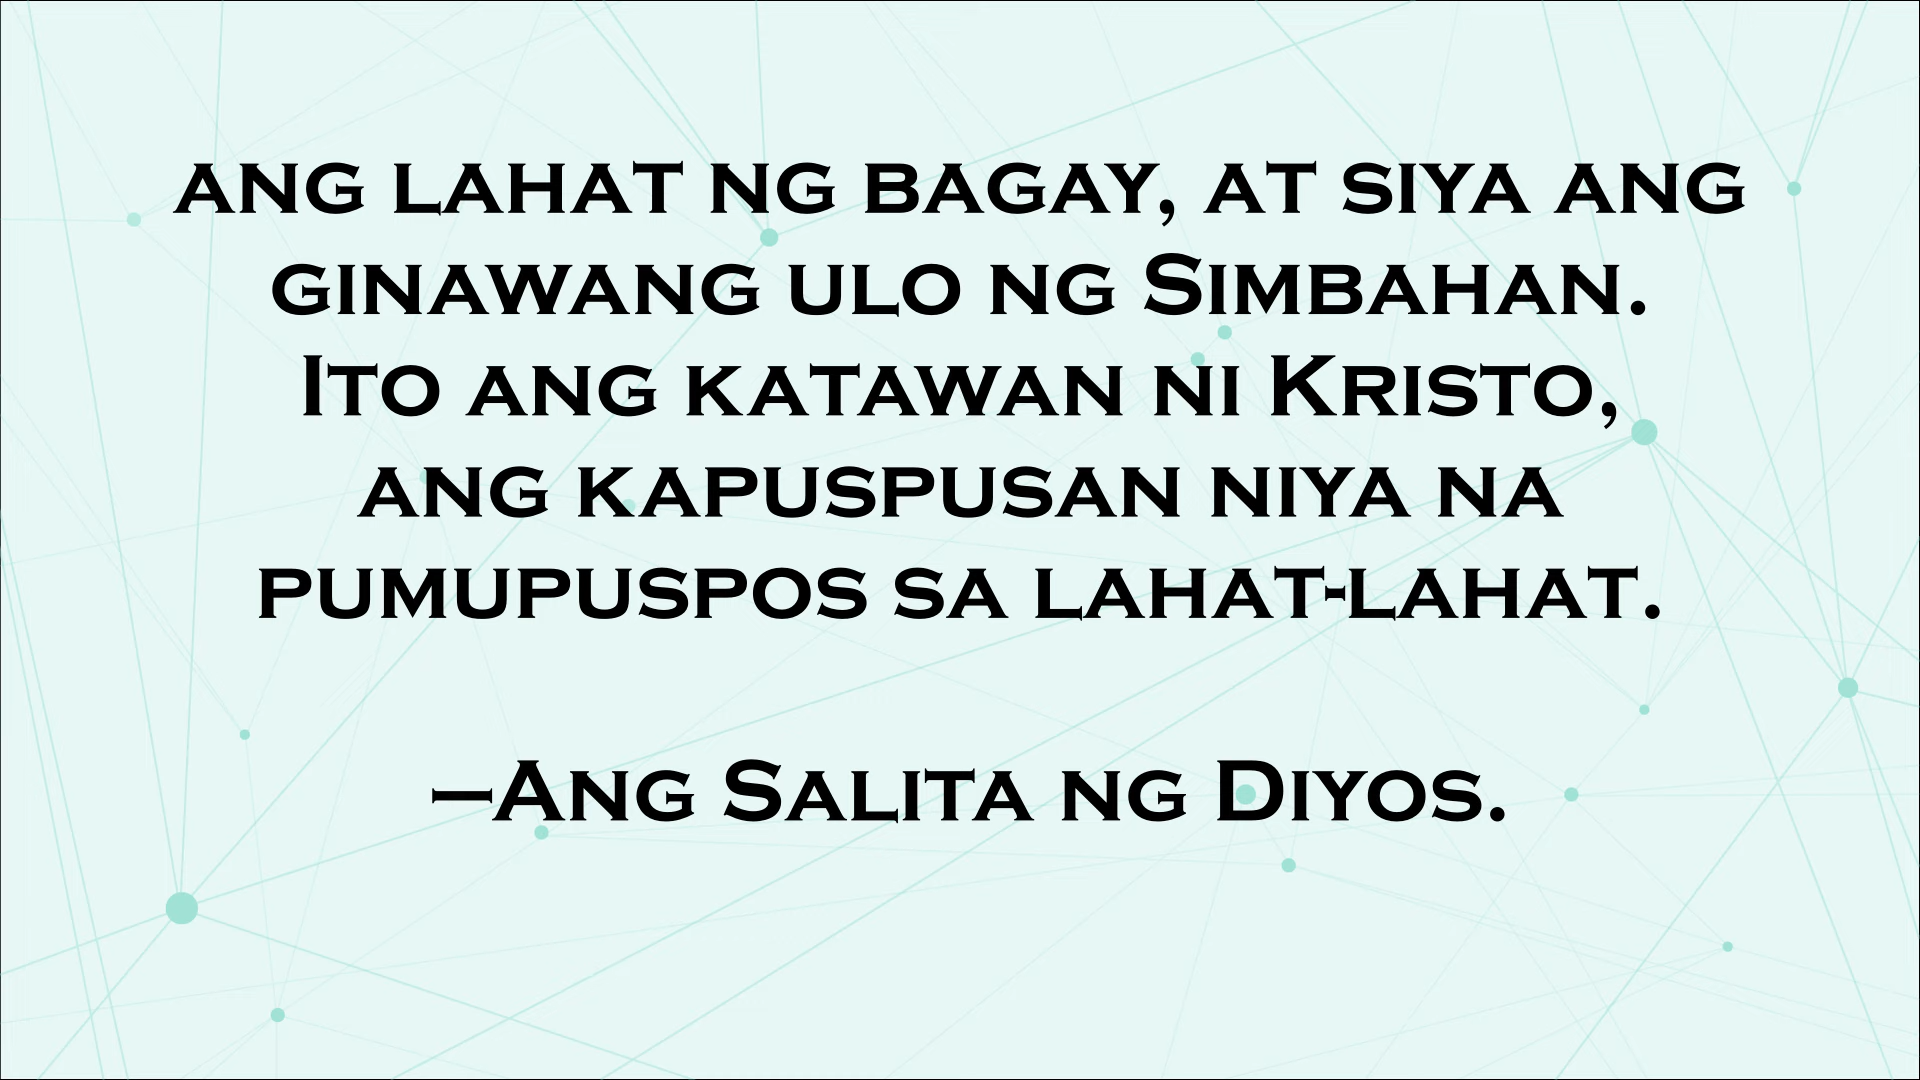 ang lahat ng bagay, at siya ang
ginawang ulo ng Simbahan.
Ito ang katawan ni Kristo,
ang kapuspusan niya na
pumupuspos sa lahat-lahat.
–Ang Salita ng Diyos.